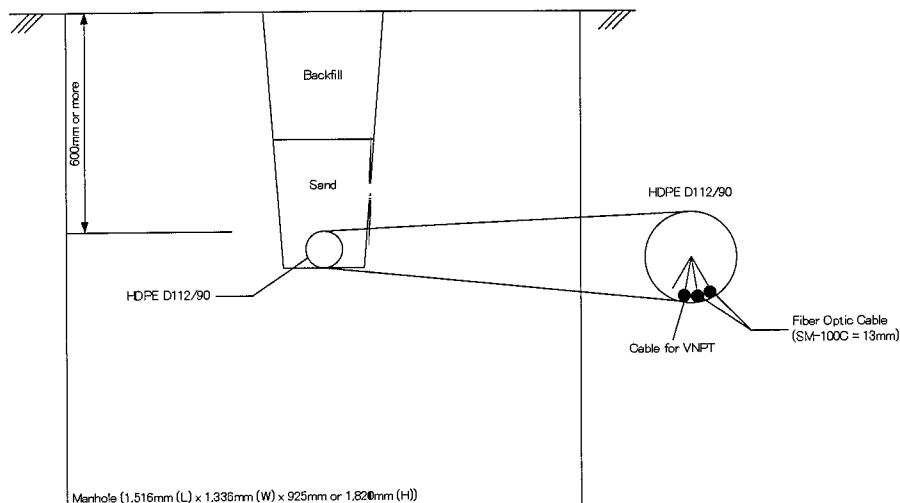 Backfill
600mm or more
Sand
HDPE D112/90
HDPE D112/90
Fiber Optic Cable
(SM-100C = 13mm)
Cable for VNPT
Manhole (1,516mm (L) x 1,336mm (W) x 925mm or 1,820mm (H))